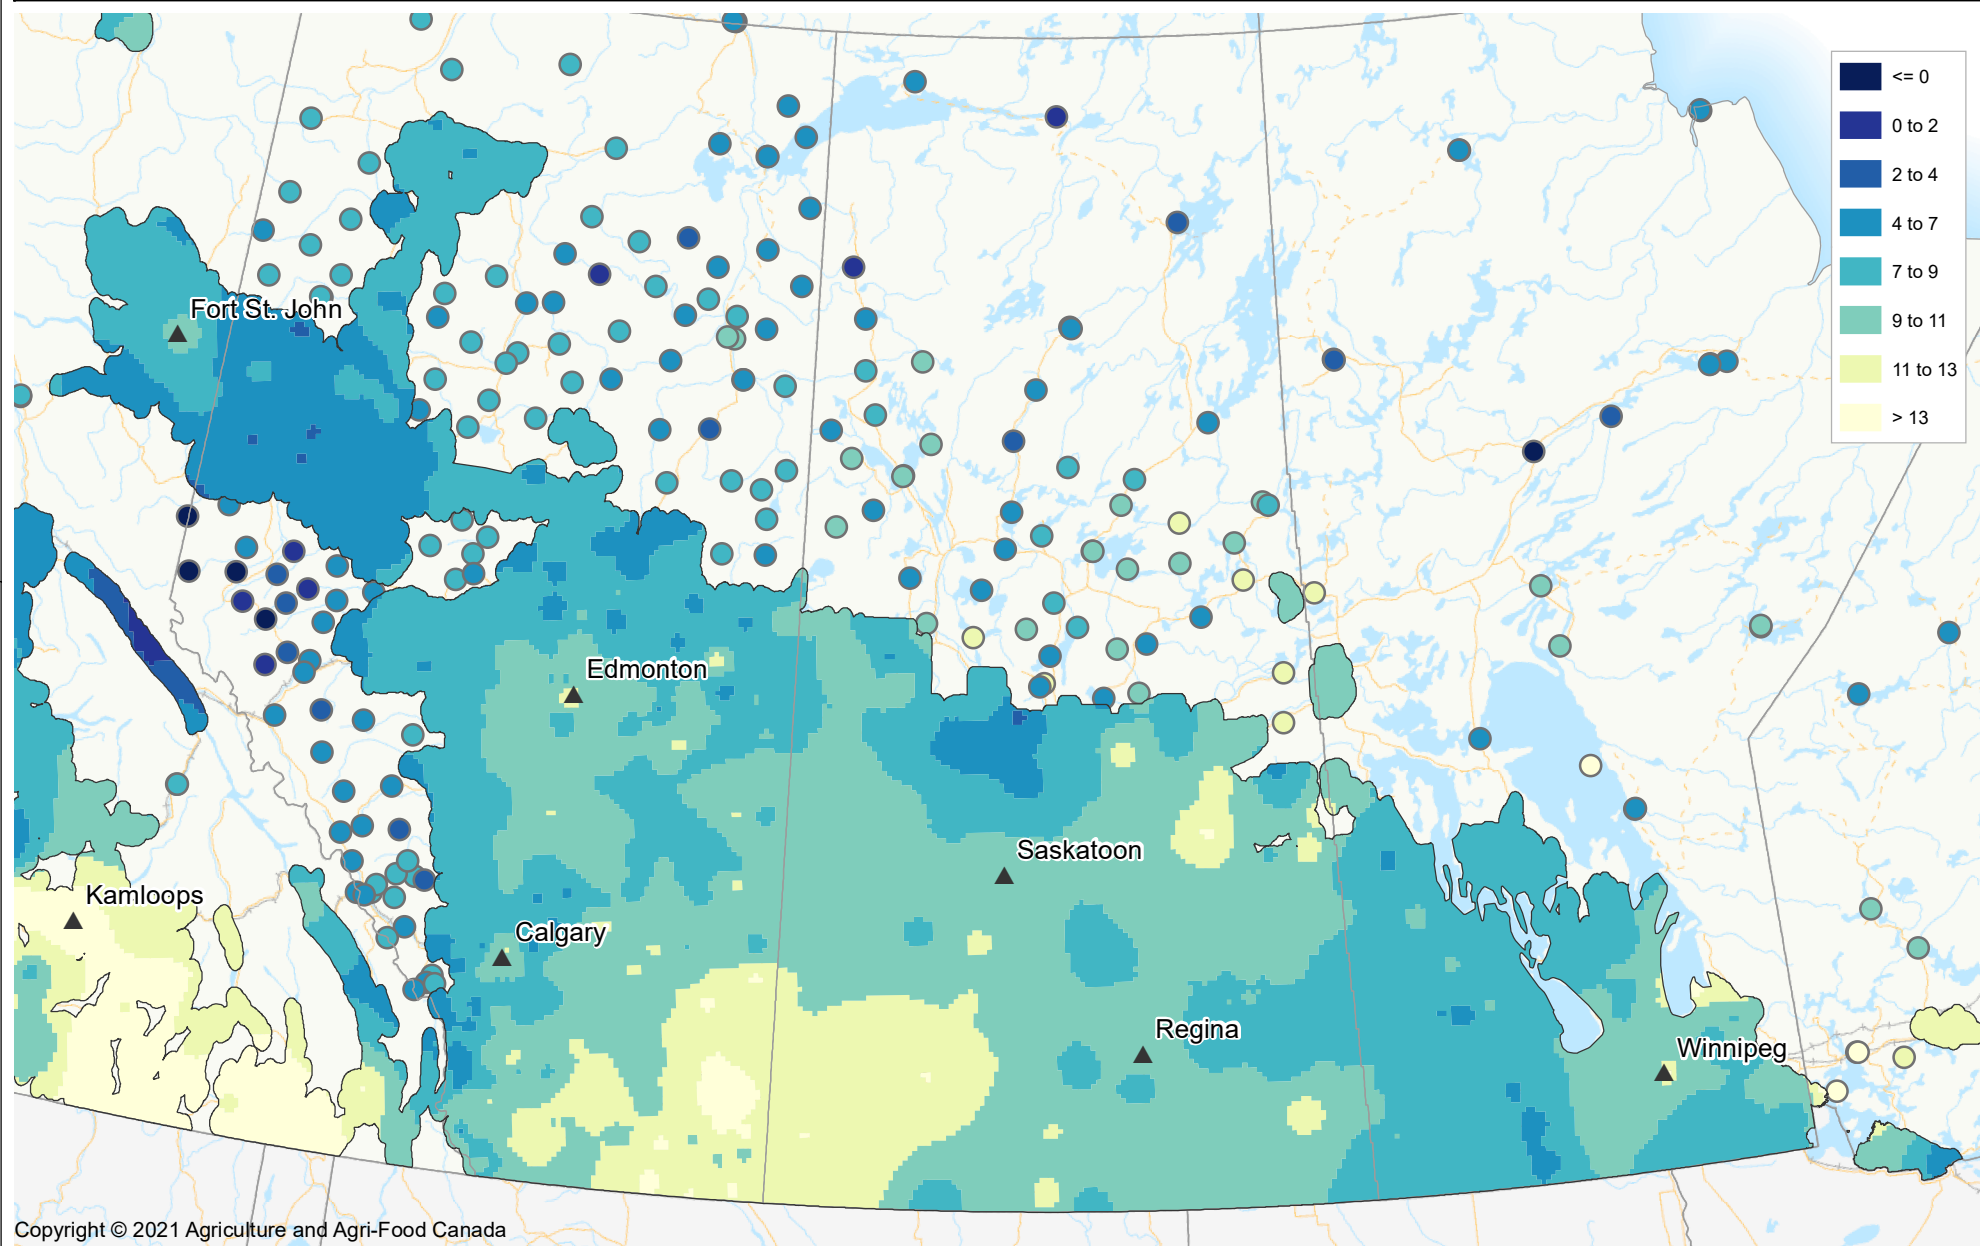 <= 0
0 to 2
2 to 4
4 to 7
7 to 9
9 to 11
11 to 13
> 13
Fort St. John
Edmonton
Saskatoon
Kamloops
Calgary
Regina
Winnipeg
Copyright © 2021 Agriculture and Agri-Food Canada